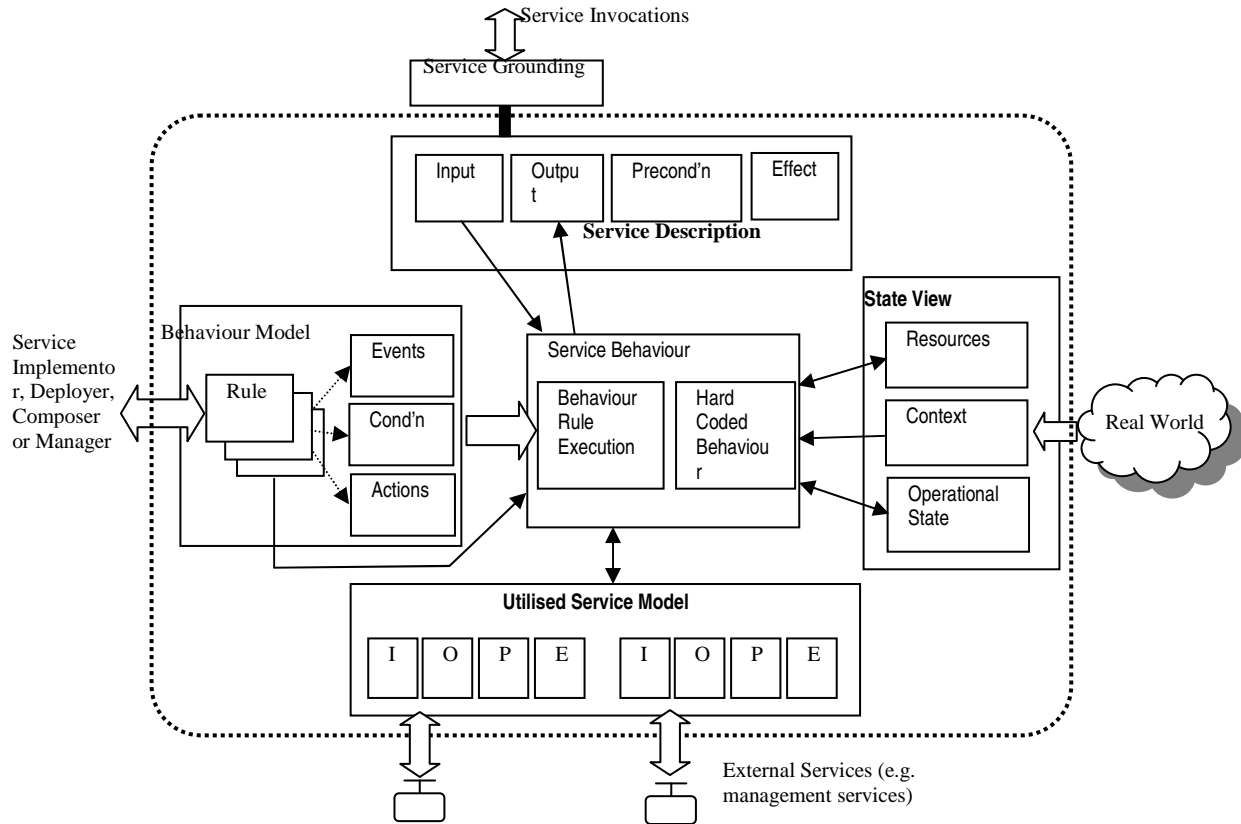 Service Invocations
Service Grounding
Input
Outpu
t
Precond'n
Effect
Service Description
State View
Behaviour Model
Service
Implemento
r, Deployer,
Composer
or Manager
Rule
Events
Cond'n
Actions
Service Behaviour
Behaviour
Rule
Execution
Hard
Coded
Behaviou
r
Resources
Context
Operational
State
Real World
Utilised Service Model
I O P E I O P E
External Services (e.g.
management services)